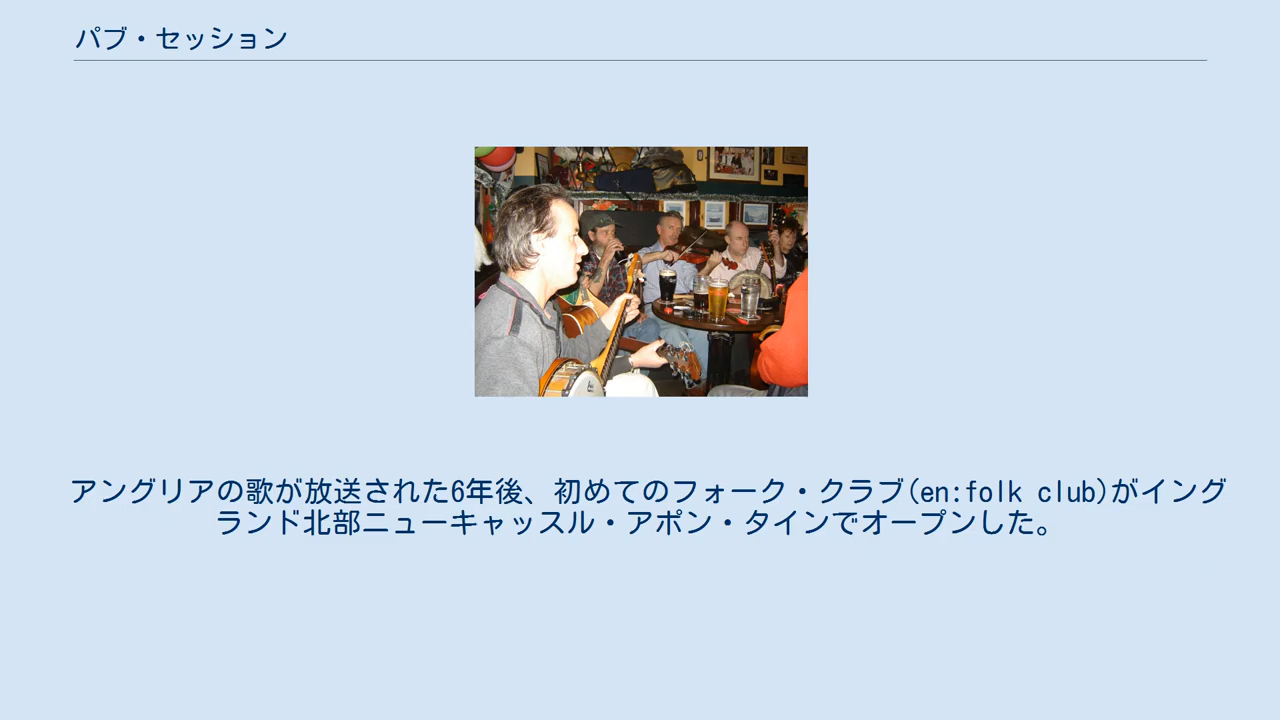 パブ・セッション
アングリアの歌が放送された6年後、初めてのフォーク・クラブ(en:folk club)がイング
ランド北部ニューキャッスル・アポン・タインでオープンした。